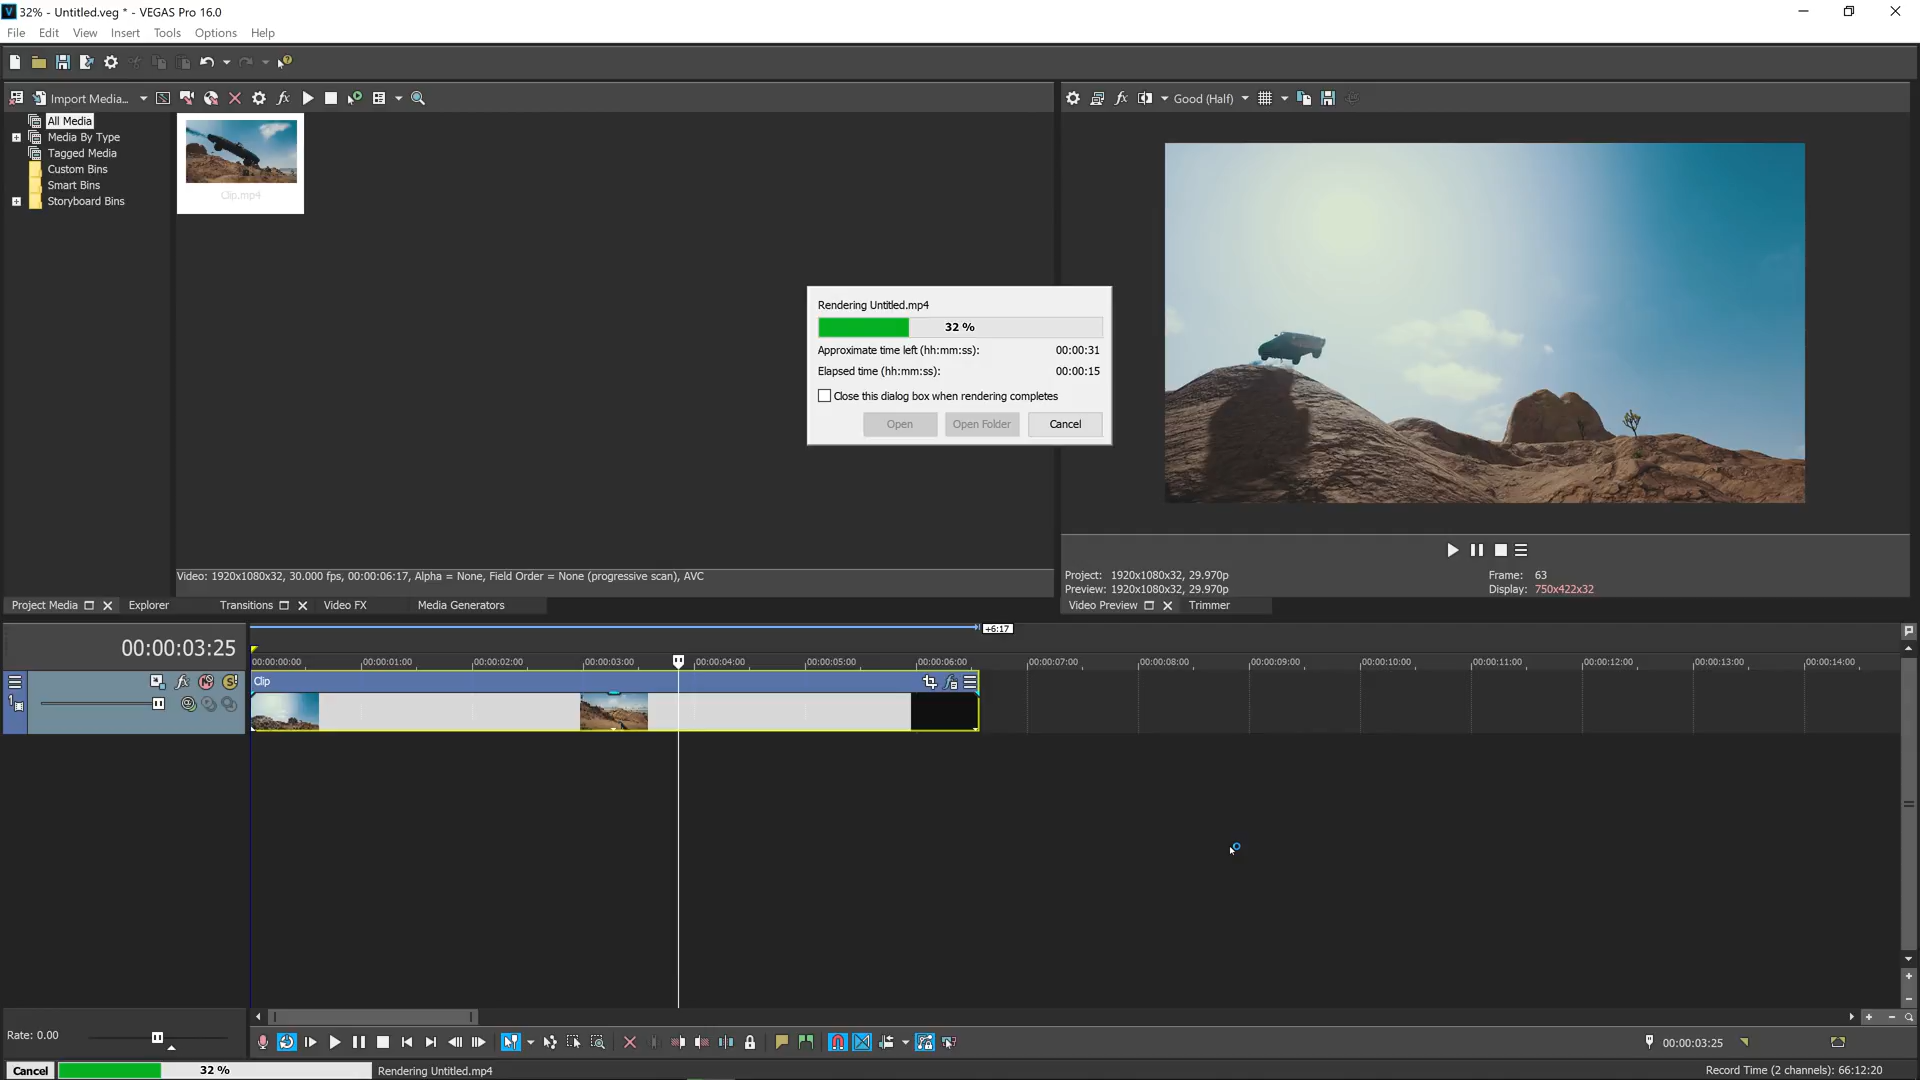 32% - Untitled.veg * - VEGAS Pro 16.0
File Edit View Insert Tools Options Help
Import Media...
Good (Half)
All Media
Media By Type
Tagged Media
Custom Bins
Smart Bins
Storyboard Bins
Clip.mp4
Rendering Untitled.mp4
32 %
Approximate time left (hh:mm:ss): 00:00:31
Elapsed time (hh:mm:ss): 00:00:15
Close this dialog box when rendering completes
Open Open Folder Cancel
Video: 1920x1080x32, 30.000 fps, 00:00:06:17, Alpha = None, Field Order = None (progressive scan), AVC
Project: 1920x1080x32, 29.970p Frame: 63
Preview: 1920x1080x32, 29.970p Display: 750x422x32
Project Media Explorer Transitions Video FX Media Generators
Video Preview Trimmer
+6:17
00:00:03:25
00:00:00:00 00:00:01:00 00:00:02:00 00:00:03:00 00:00:04:00 00:00:05:00 00:00:06:00 00:00:07:00 00:00:08:00 00:00:09:00 00:00:10:00 00:00:11:00 00:00:12:00 00:00:13:00 00:00:14:00
Clip
1
Rate: 0.00
00:00:03:25
Cancel 32 % Rendering Untitled.mp4
Record Time (2 channels): 66:12:20